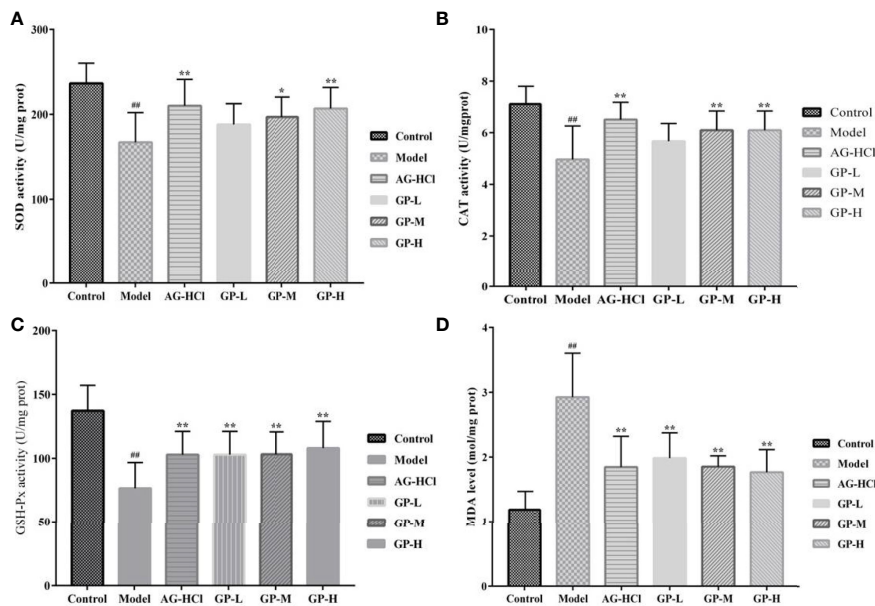 A
SOD activity (U/mg prot)
300
200
100
0
##
**
*
**
Control
Model
AG-HCl
GP-L
GP-M
GP-H
Control Model AG-HCl GP-L GP-M GP-H
B
CAT activity (U/mgprot)
10
8
6
4
2
0
##
**
**
**
Control
Model
AG-HCl
GP-L
GP-M
GP-H
Control Model AG-HCl GP-L GP-M GP-H
C
GSH-Px activity (U/mg prot)
200
150
100
50
0
##
**
**
**
**
Control
Model
AG-HCl
GP-L
GP-M
GP-H
Control Model AG-HCl GP-L GP-M GP-H
D
MDA level (mol/mg prot)
4
3
2
1
0
##
**
**
**
**
Control
Model
AG-HCl
GP-L
GP-M
GP-H
Control Model AG-HCl GP-L GP-M GP-H